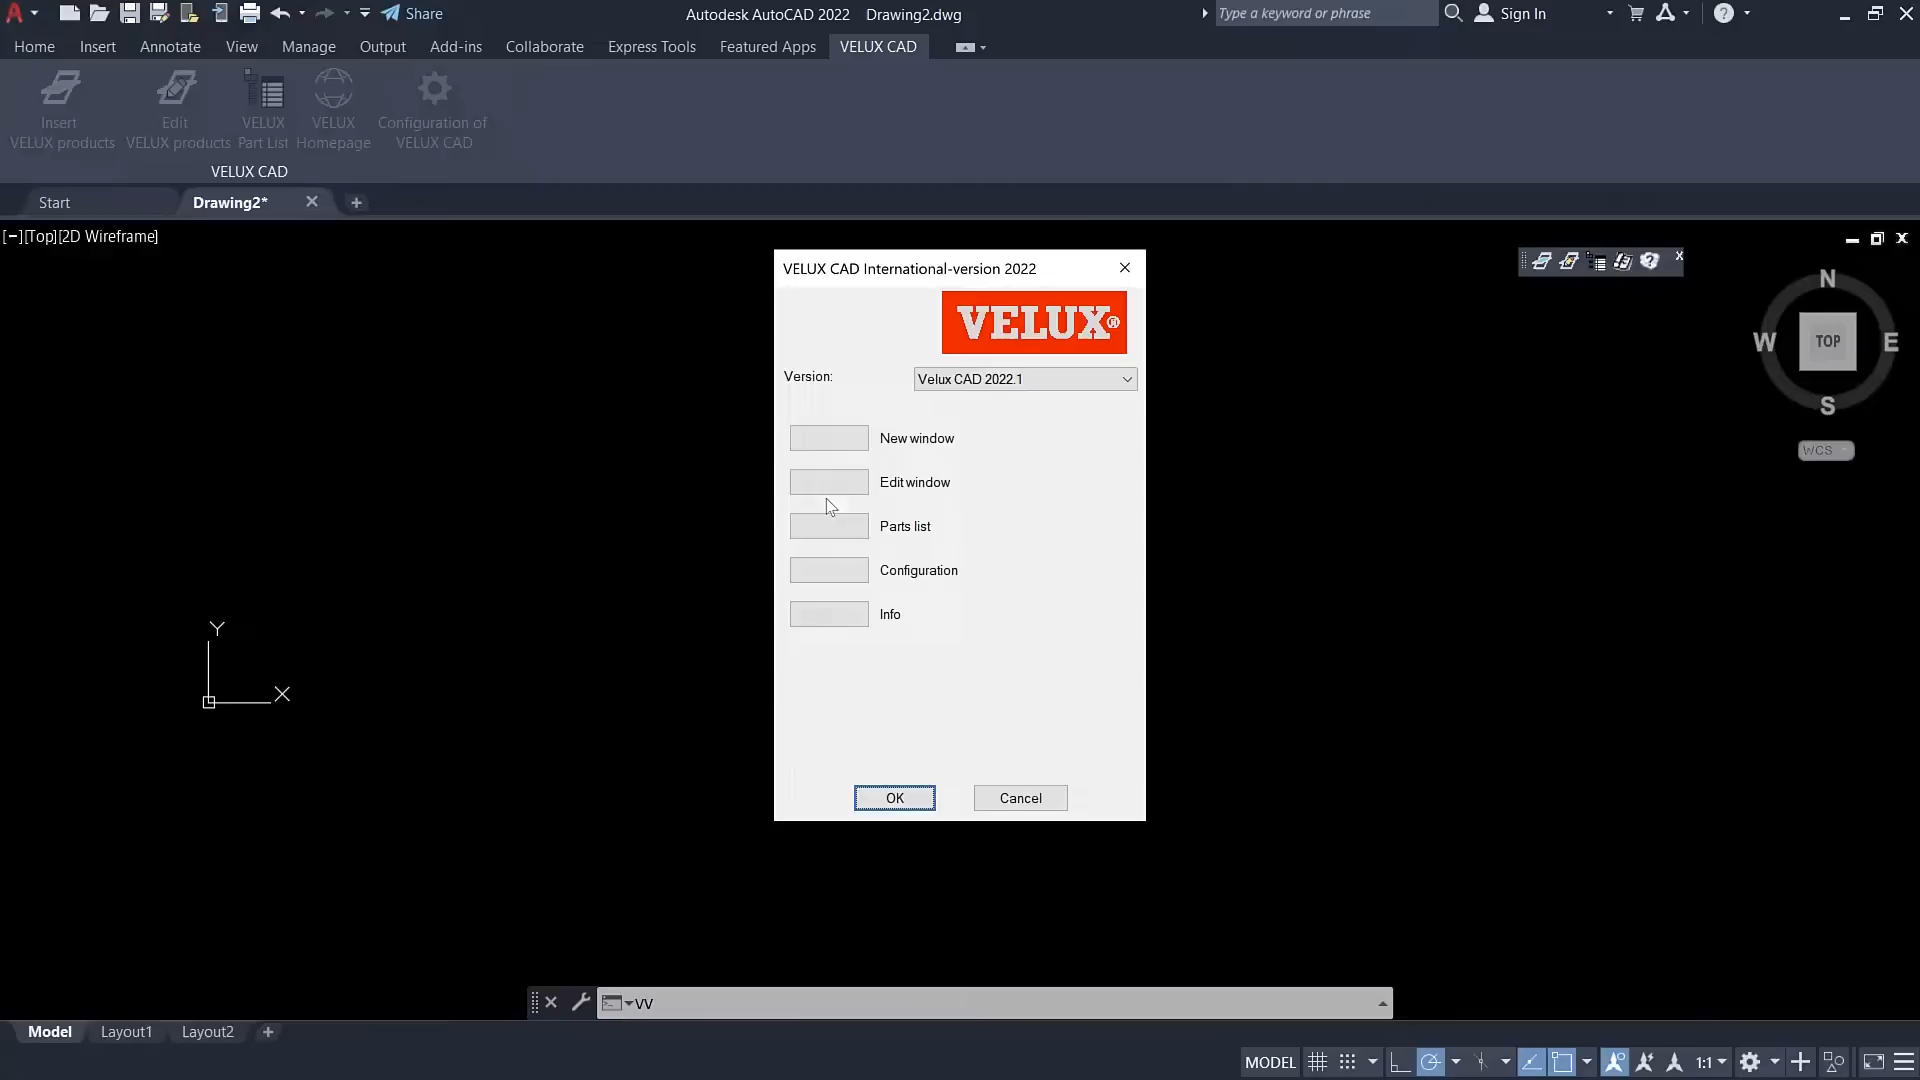 Share
Autodesk AutoCAD 2022 Drawing2.dwg
Type a keyword or phrase
Sign In
Home Insert Annotate View Manage Output Add-ins Collaborate Express Tools Featured Apps VELUX CAD
Insert
VELUX products
Edit
VELUX products
VELUX
Part List
VELUX
Homepage
Configuration of
VELUX CAD
VELUX CAD
Start
Drawing2*
[−][Top][2D Wireframe]
VELUX CAD International-version 2022
VELUX®
Version:
Velux CAD 2022.1
New window
Edit window
Parts list
Configuration
Info
OK
Cancel
N
W
TOP
E
S
WCS
Y
X
VV
Model Layout1 Layout2
MODEL
1:1